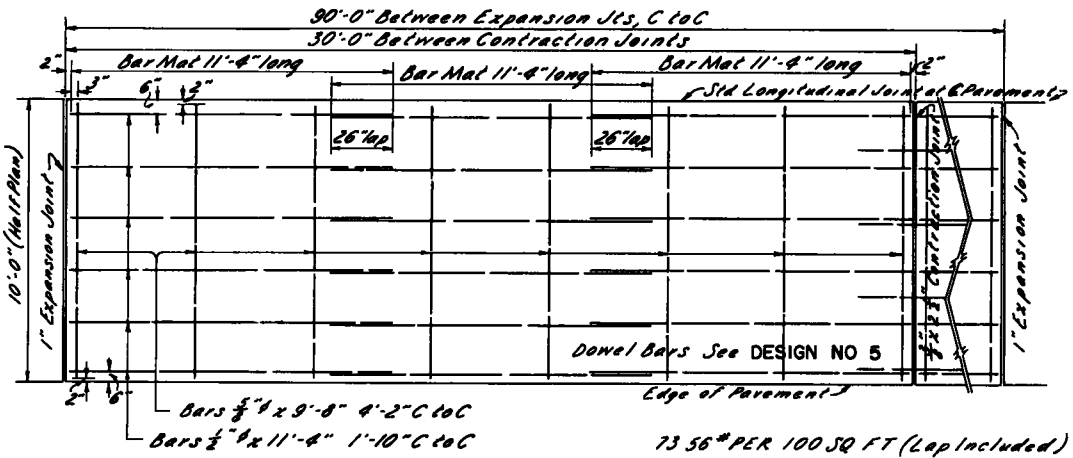 90'-0" Between Expansion Jts, C to C
30'-0" Between Contraction Joints
2" Bar Mat 11'-4" long Bar Mat 11'-4" long Bar Mat 11'-4" long 2"
3" 6" 2"
Std. Longitudinal Joint at ℄ Pavement
26" lap 26" lap
10'-0" (Half Plan)
1" Expansion Joint
Contraction Joint
1" Expansion Joint
Dowel Bars See DESIGN NO 5
2" 6"
Edge of Pavement
Bars 5/8" ϕ x 9'-8" 4'-2" C to C
Bars 1/2" ϕ x 11'-4" 1'-10" C to C
73 56# PER 100 SQ FT (Lap Included)